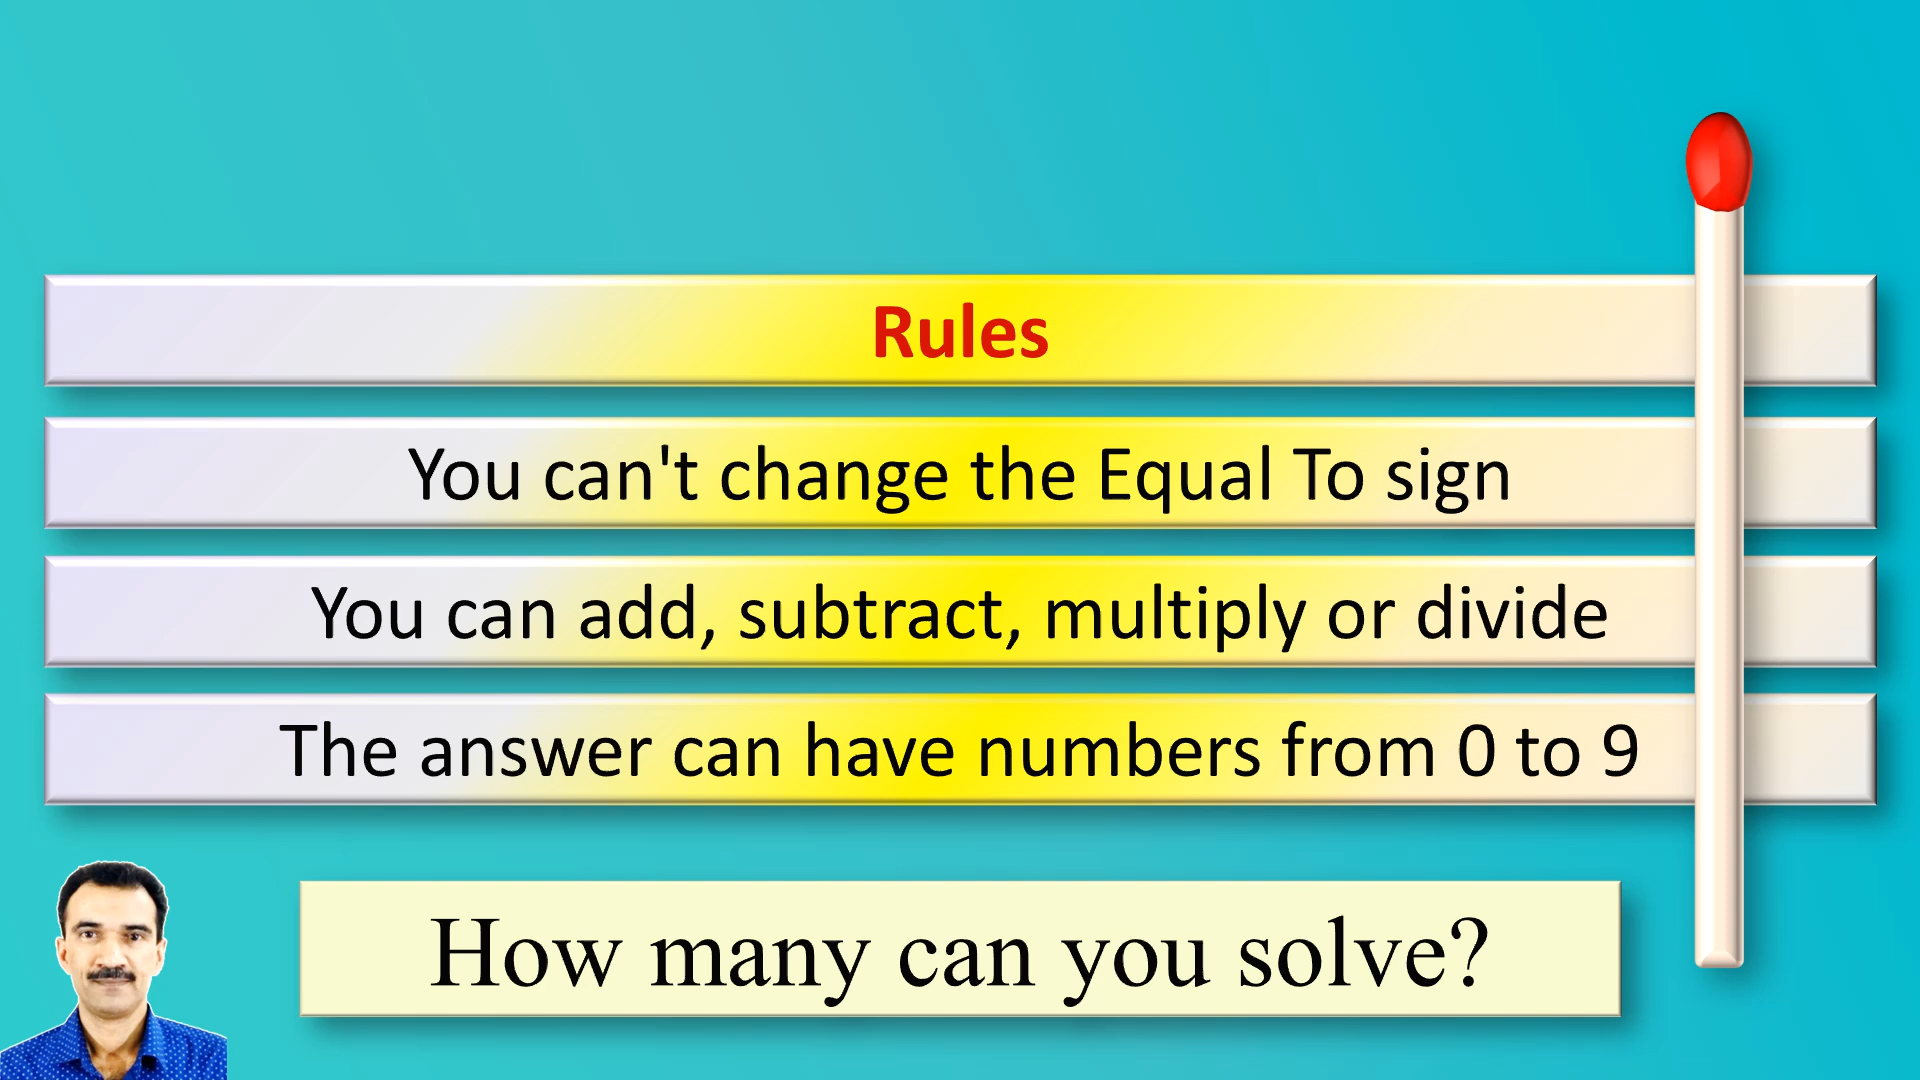 Rules
You can't change the Equal To sign
You can add, subtract, multiply or divide
The answer can have numbers from 0 to 9
How many can you solve?